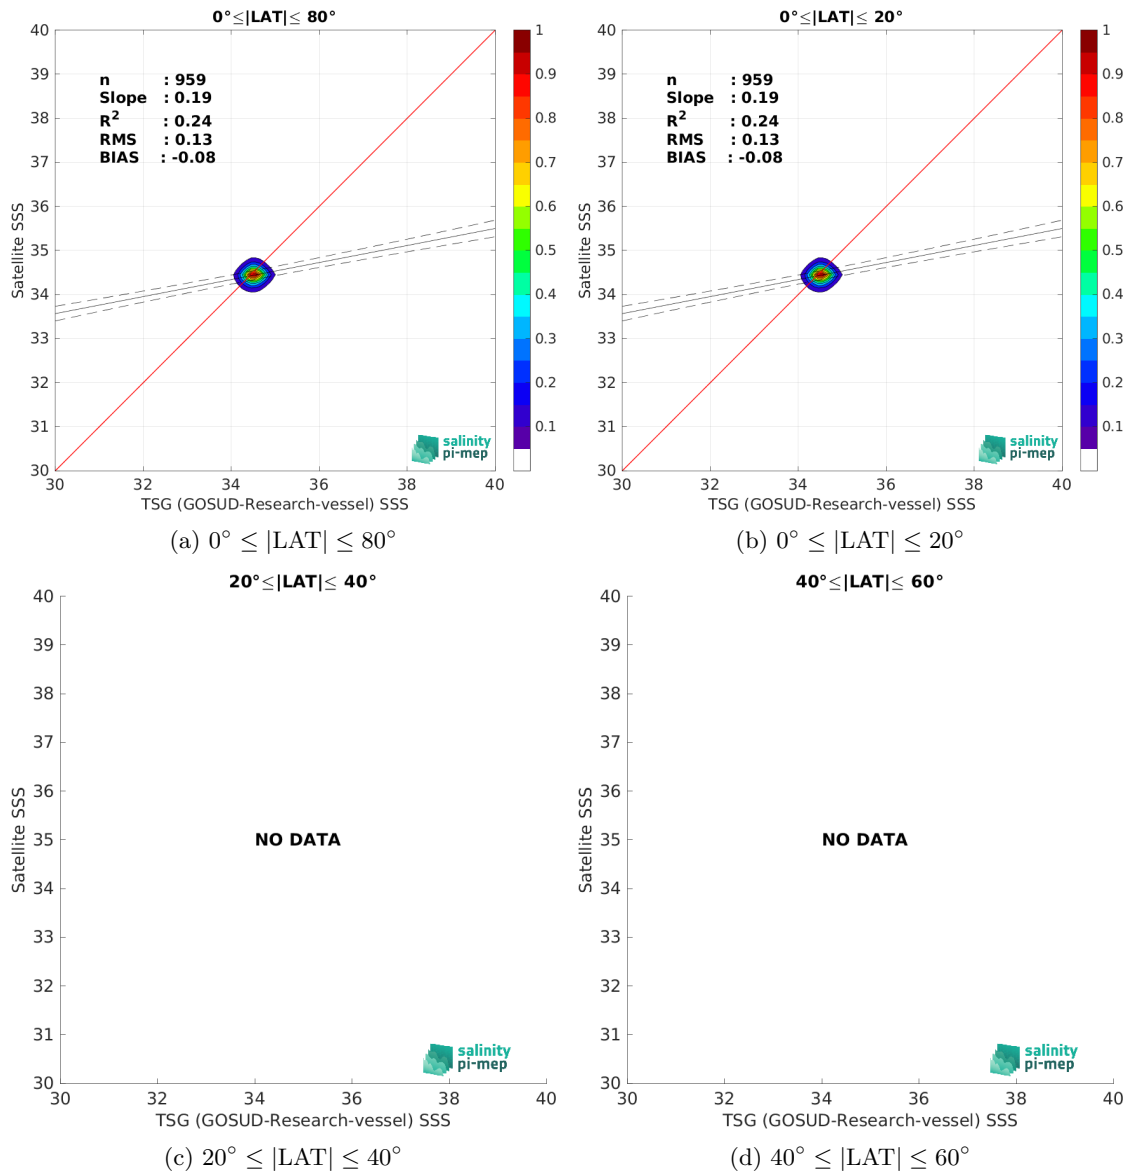 0°≤|LAT|≤ 80°
40
39
38
37
36
35
34
33
32
31
30
Satellite SSS
n : 959
Slope : 0.19
R² : 0.24
RMS : 0.13
BIAS : -0.08
1
0.9
0.8
0.7
0.6
0.5
0.4
0.3
0.2
0.1
salinity
pi-mep
30 32 34 36 38 40
TSG (GOSUD-Research-vessel) SSS
(a) 0° ≤ |LAT| ≤ 80°
0°≤|LAT|≤ 20°
40
39
38
37
36
35
34
33
32
31
30
Satellite SSS
n : 959
Slope : 0.19
R² : 0.24
RMS : 0.13
BIAS : -0.08
1
0.9
0.8
0.7
0.6
0.5
0.4
0.3
0.2
0.1
salinity
pi-mep
30 32 34 36 38 40
TSG (GOSUD-Research-vessel) SSS
(b) 0° ≤ |LAT| ≤ 20°
20°≤|LAT|≤ 40°
40
39
38
37
36
35
34
33
32
31
30
Satellite SSS
NO DATA
salinity
pi-mep
30 32 34 36 38 40
TSG (GOSUD-Research-vessel) SSS
(c) 20° ≤ |LAT| ≤ 40°
40°≤|LAT|≤ 60°
40
39
38
37
36
35
34
33
32
31
30
Satellite SSS
NO DATA
salinity
pi-mep
30 32 34 36 38 40
TSG (GOSUD-Research-vessel) SSS
(d) 40° ≤ |LAT| ≤ 60°